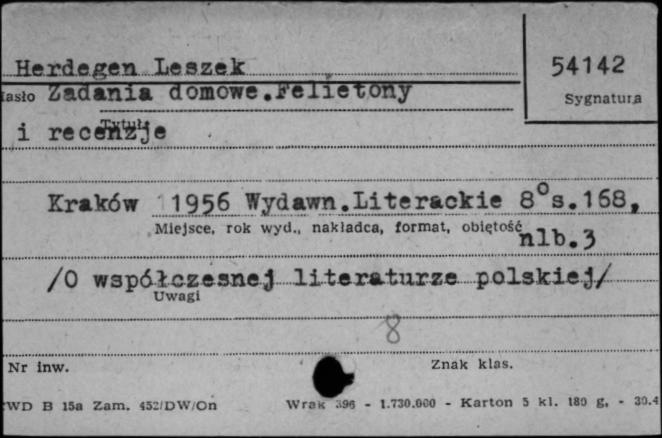 Herdegen Leszek
54142
Hasło Zadania domowe.Felietony
Sygnatura
Tytuł
i recenzje
Kraków 1956 Wydawn.Literackie 8° s.168,
Miejsce, rok wyd., nakładca, format, objętość
nlb.3
/O współczesnej literaturze polskiej/
Uwagi
8
Nr inw.
Znak klas.
CWD B 15a Zam. 452/DW/On Wrak 396 - 1.730.000 - Karton 5 kl. 180 g. - 30.4